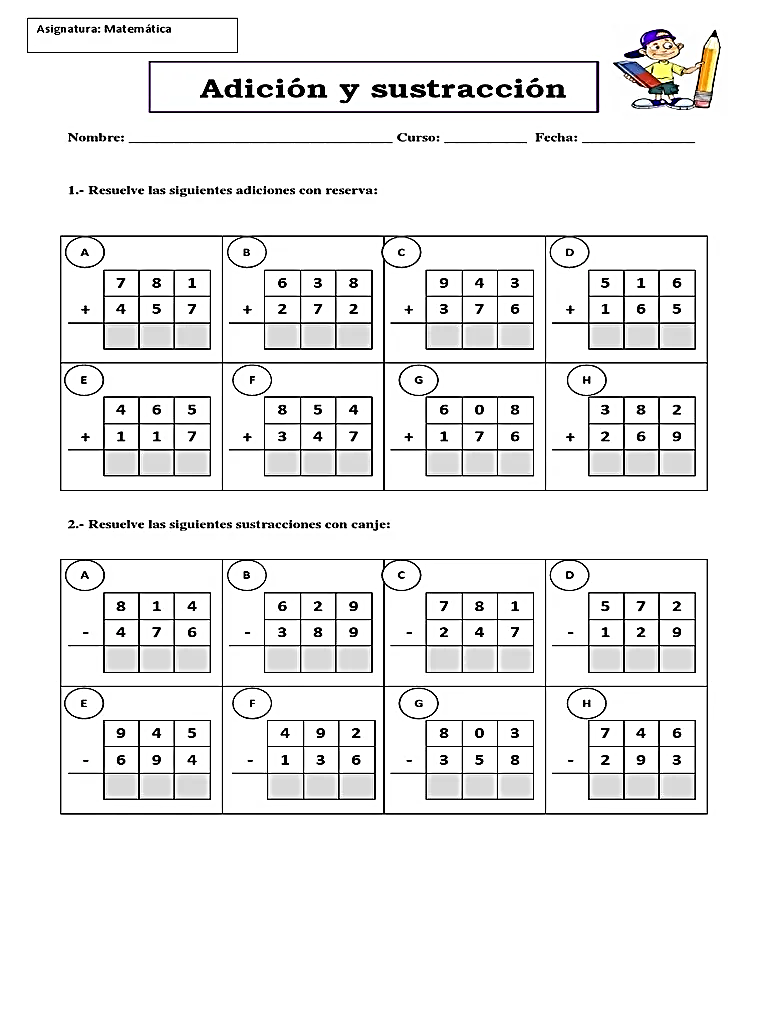 Asignatura: Matemática
Adición y sustracción
Nombre: ___________________________________ Curso: ___________ Fecha: _______________
1.- Resuelve las siguientes adiciones con reserva:
A B C D
7 8 1 6 3 8 9 4 3 5 1 6
+ 4 5 7 + 2 7 2 + 3 7 6 + 1 6 5
E F G H
4 6 5 8 5 4 6 0 8 3 8 2
+ 1 1 7 + 3 4 7 + 1 7 6 + 2 6 9
2.- Resuelve las siguientes sustracciones con canje:
A B C D
8 1 4 6 2 9 7 8 1 5 7 2
- 4 7 6 - 3 8 9 - 2 4 7 - 1 2 9
E F G H
9 4 5 4 9 2 8 0 3 7 4 6
- 6 9 4 - 1 3 6 - 3 5 8 - 2 9 3